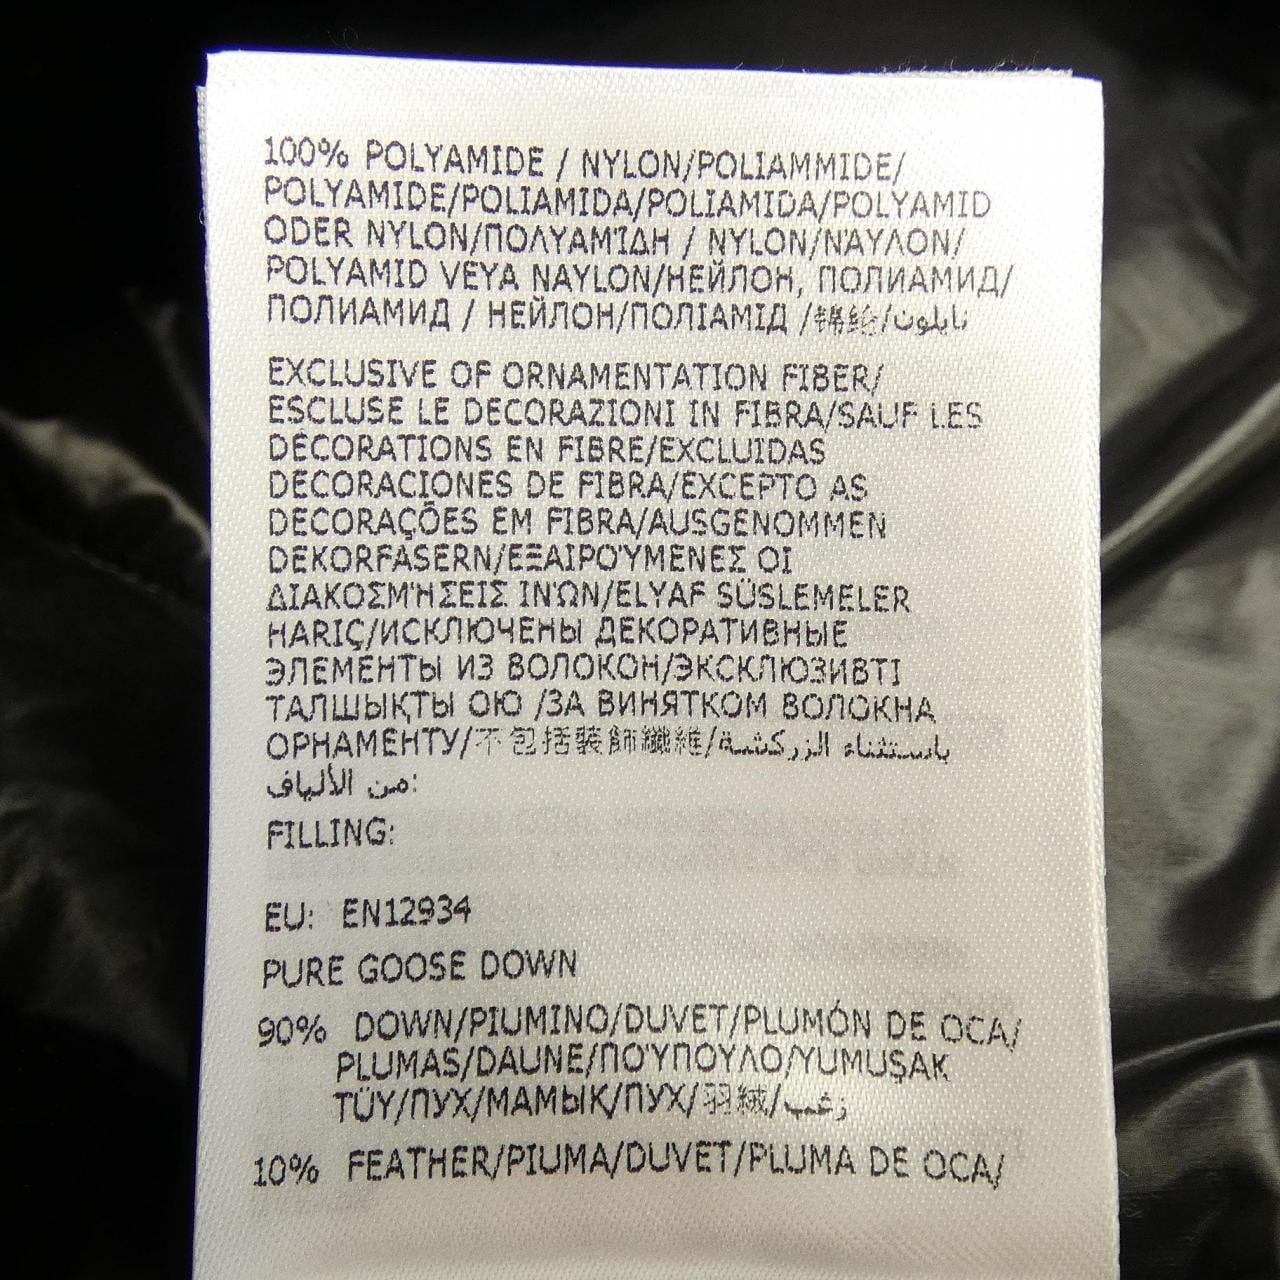 100% POLYAMIDE / NYLON/POLIAMMIDE/
POLYAMIDE/POLIAMIDA/POLIAMIDA/POLYAMID
ODER NYLON/ΠΟΛΥΑΜΊΔΗ / NYLON/ΝΆΥΛΟΝ/
POLYAMID VEYA NAYLON/НЕЙЛОН, ПОЛИАМИД/
ПОЛИАМИД / НЕЙЛОН/ПОЛІАМІД /錦綸/نايلون
EXCLUSIVE OF ORNAMENTATION FIBER/
ESCLUSE LE DECORAZIONI IN FIBRA/SAUF LES
DÉCORATIONS EN FIBRE/EXCLUIDAS
DECORACIONES DE FIBRA/EXCEPTO AS
DECORAÇÕES EM FIBRA/AUSGENOMMEN
DEKORFASERN/ΕΞΑΙΡΟΎΜΕΝΕΣ ΟΙ
ΔΙΑΚΟΣΜΉΣΕΙΣ ΙΝΏΝ/ELYAF SÜSLEMELER
HARIÇ/ИСКЛЮЧЕНЫ ДЕКОРАТИВНЫЕ
ЭЛЕМЕНТЫ ИЗ ВОЛОКОН/ЭКСКЛЮЗИВТІ
ТАЛШЫҚТЫ ОЮ /ЗА ВИНЯТКОМ ВОЛОКНА
ОРНАМЕНТУ/不包括裝飾纖維/باستثناء الزركشة
من الألياف:
FILLING:
EU: EN12934
PURE GOOSE DOWN
90% DOWN/PIUMINO/DUVET/PLUMÓN DE OCA/
PLUMAS/DAUNE/ΠΟΎΠΟΥΛΟ/YUMUŞAK
TÜY/ПУХ/МАМЫҚ/ПУХ/羽絨/زغب
10% FEATHER/PIUMA/DUVET/PLUMA DE OCA/